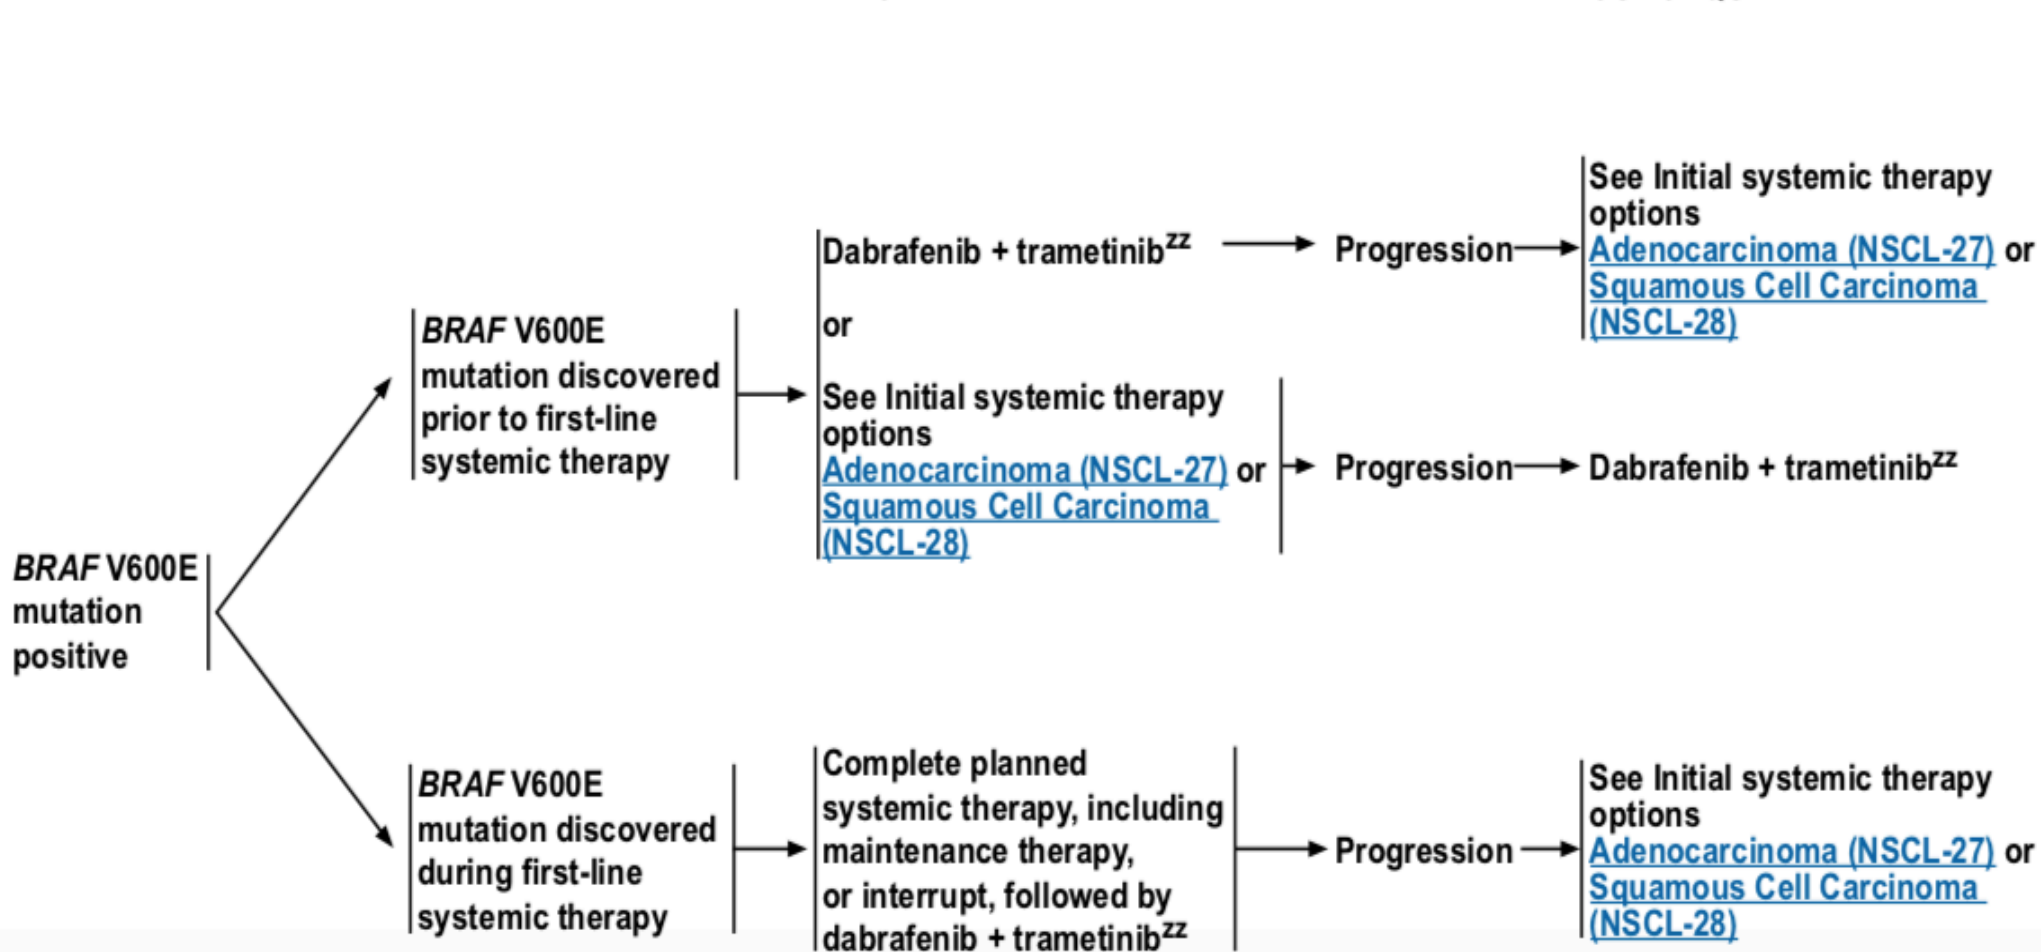 BRAF V600E
mutation
positive
BRAF V600E
mutation discovered
prior to first-line
systemic therapy
Dabrafenib + trametinibzz
or
See Initial systemic therapy
options
Adenocarcinoma (NSCL-27) or
Squamous Cell Carcinoma
(NSCL-28)
Progression
See Initial systemic therapy
options
Adenocarcinoma (NSCL-27) or
Squamous Cell Carcinoma
(NSCL-28)
Progression
Dabrafenib + trametinibzz
BRAF V600E
mutation discovered
during first-line
systemic therapy
Complete planned
systemic therapy, including
maintenance therapy,
or interrupt, followed by
dabrafenib + trametinibzz
Progression
See Initial systemic therapy
options
Adenocarcinoma (NSCL-27) or
Squamous Cell Carcinoma
(NSCL-28)